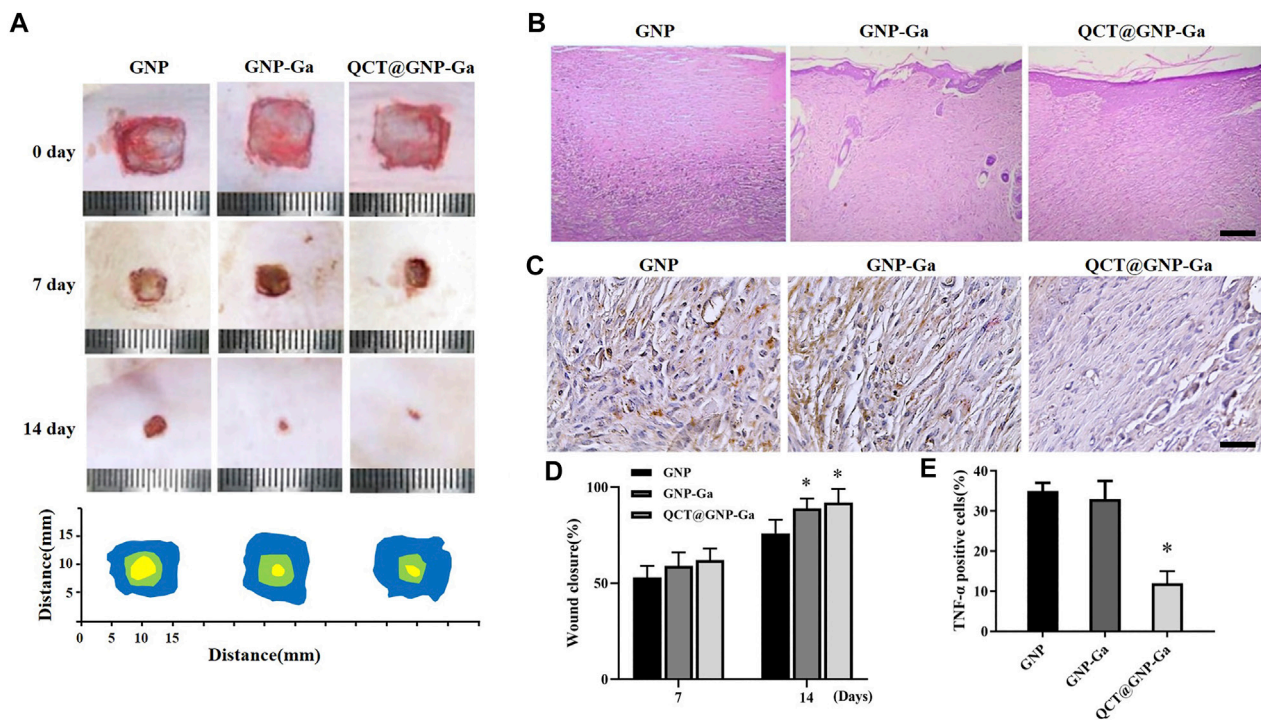 A
GNP
GNP-Ga
QCT@GNP-Ga
0 day
7 day
14 day
Distance(mm)
15
10
5
0
5
10
15
Distance(mm)
B
GNP
GNP-Ga
QCT@GNP-Ga
C
GNP
GNP-Ga
QCT@GNP-Ga
D
GNP
GNP-Ga
QCT@GNP-Ga
Wound closure(%)
100
50
0
* *
7
14
(Days)
E
TNF-α positive cells(%)
40
30
20
10
0
*
GNP
GNP-Ga
QCT@GNP-Ga